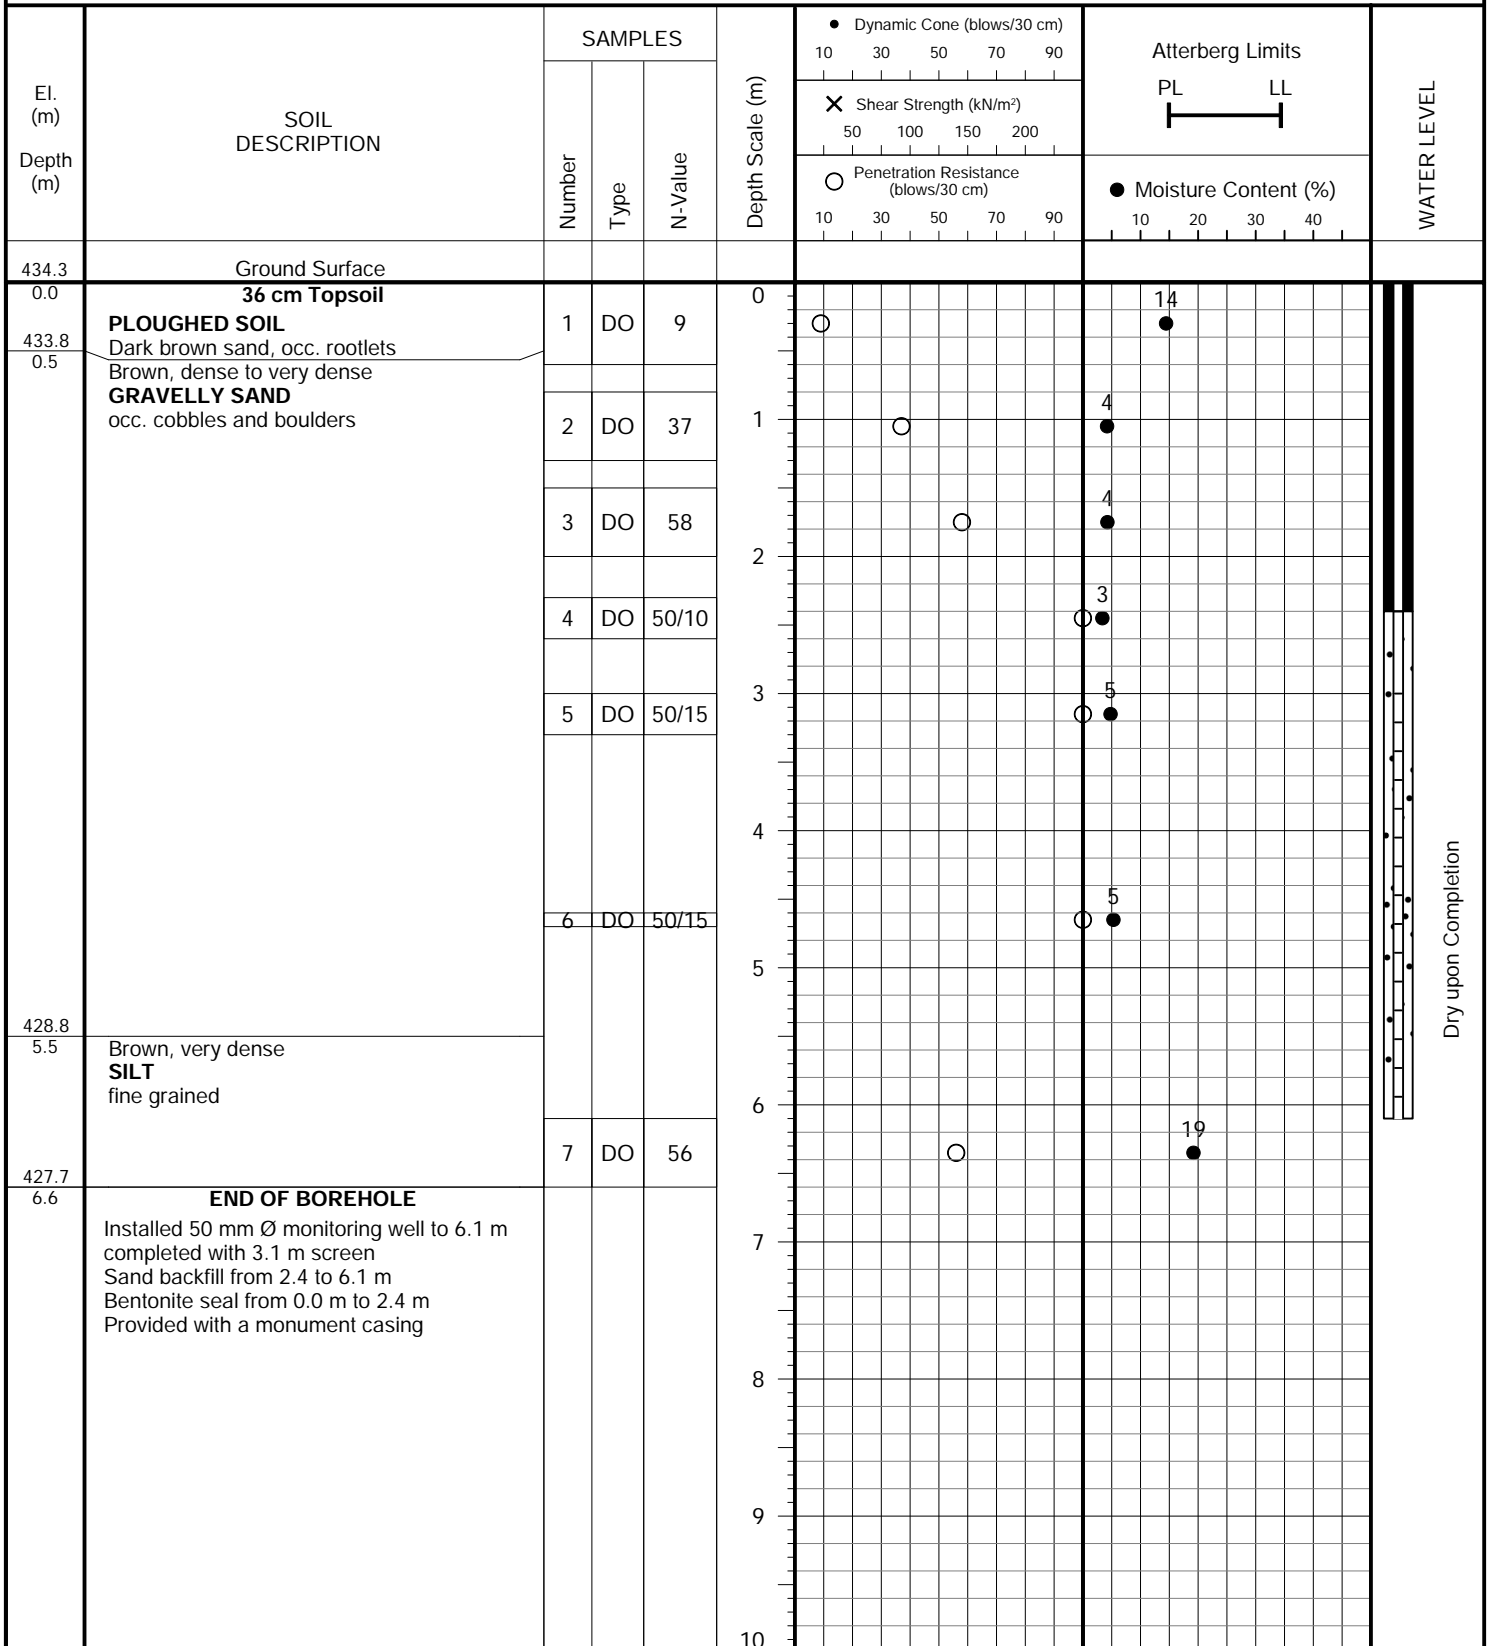 SAMPLES
El.
(m)
Depth
(m)
SOIL
DESCRIPTION
Number
Type
N-Value
Depth Scale (m)
● Dynamic Cone (blows/30 cm)
10 30 50 70 90
✕ Shear Strength (kN/m²)
50 100 150 200
○ Penetration Resistance
(blows/30 cm)
10 30 50 70 90
Atterberg Limits
PL LL
● Moisture Content (%)
10 20 30 40
WATER LEVEL
434.3 Ground Surface
0.0 36 cm Topsoil 0
14
PLOUGHED SOIL 1 DO 9
433.8 Dark brown sand, occ. rootlets
0.5 Brown, dense to very dense
GRAVELLY SAND
occ. cobbles and boulders
4
2 DO 37 1
4
3 DO 58
2
3
4 DO 50/10
5
3
5 DO 50/15
4
5
6 DO 50/15
5
Dry upon Completion
428.8
5.5 Brown, very dense
SILT
fine grained
6
19
7 DO 56
427.7
6.6 END OF BOREHOLE
Installed 50 mm Ø monitoring well to 6.1 m
completed with 3.1 m screen
7
Sand backfill from 2.4 to 6.1 m
Bentonite seal from 0.0 m to 2.4 m
Provided with a monument casing
8
9
10